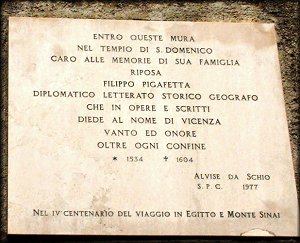 ENTRO QUESTE MURA
NEL TEMPIO DI S. DOMENICO
CARO ALLE MEMORIE DI SUA FAMIGLIA
RIPOSA
FILIPPO PIGAFETTA
DIPLOMATICO LETTERATO STORICO GEOGRAFO
CHE IN OPERE E SCRITTI
DIEDE AL NOME DI VICENZA
VANTO ED ONORE
OLTRE OGNI CONFINE
* 1534 ✝ 1604
ALVISE DA SCHIO
S. P. C. 1977
NEL IV CENTENARIO DEL VIAGGIO IN EGITTO E MONTE SINAI